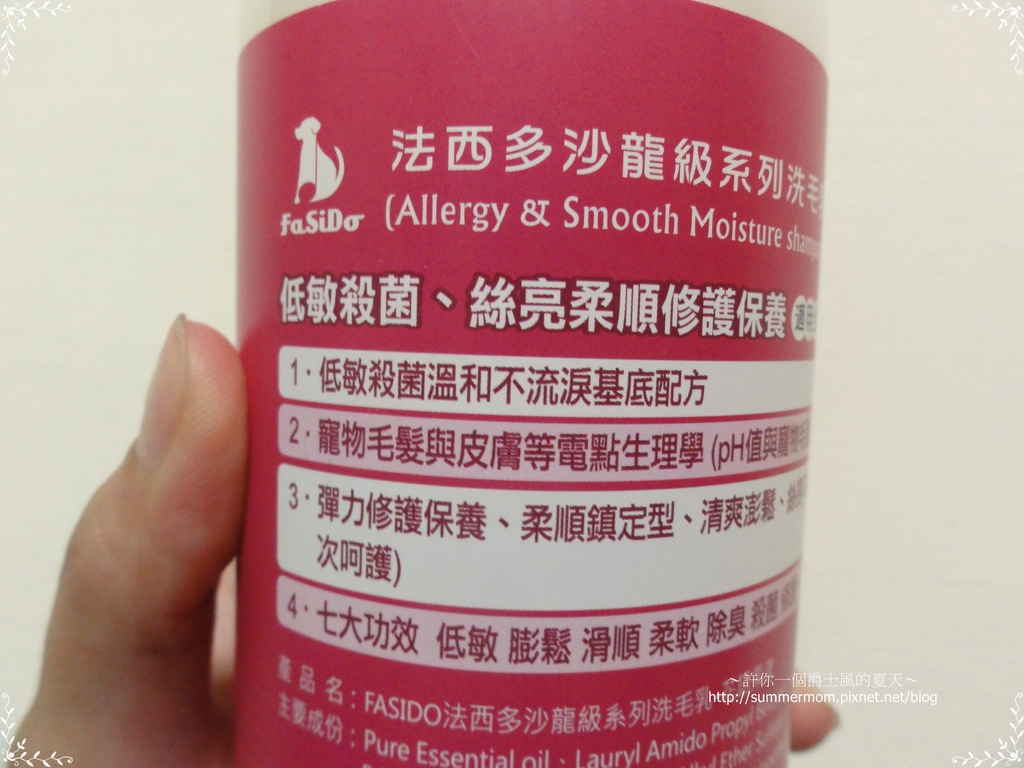 法西多沙龍級系列洗毛
FaSiDo
(Allergy & Smooth Moisture
低敏殺菌、絲亮柔順修護保養 適用
1·低敏殺菌溫和不流淚基底配方
2·寵物毛髮與皮膚等電點生理學 (pH值與寵物
3·彈力修護保養、柔順鎮定型、清爽澎鬆、絲
次呵護)
4·七大功效 低敏 膨鬆 滑順 柔軟 除臭 殺菌
產品名：FASIDO法西多沙龍級系列洗毛乳
主要成份：Pure Essential oil、Lauryl Amido Propyl
～許你一個爵士風的夏天～
http://summermom.pixnet.net/blog